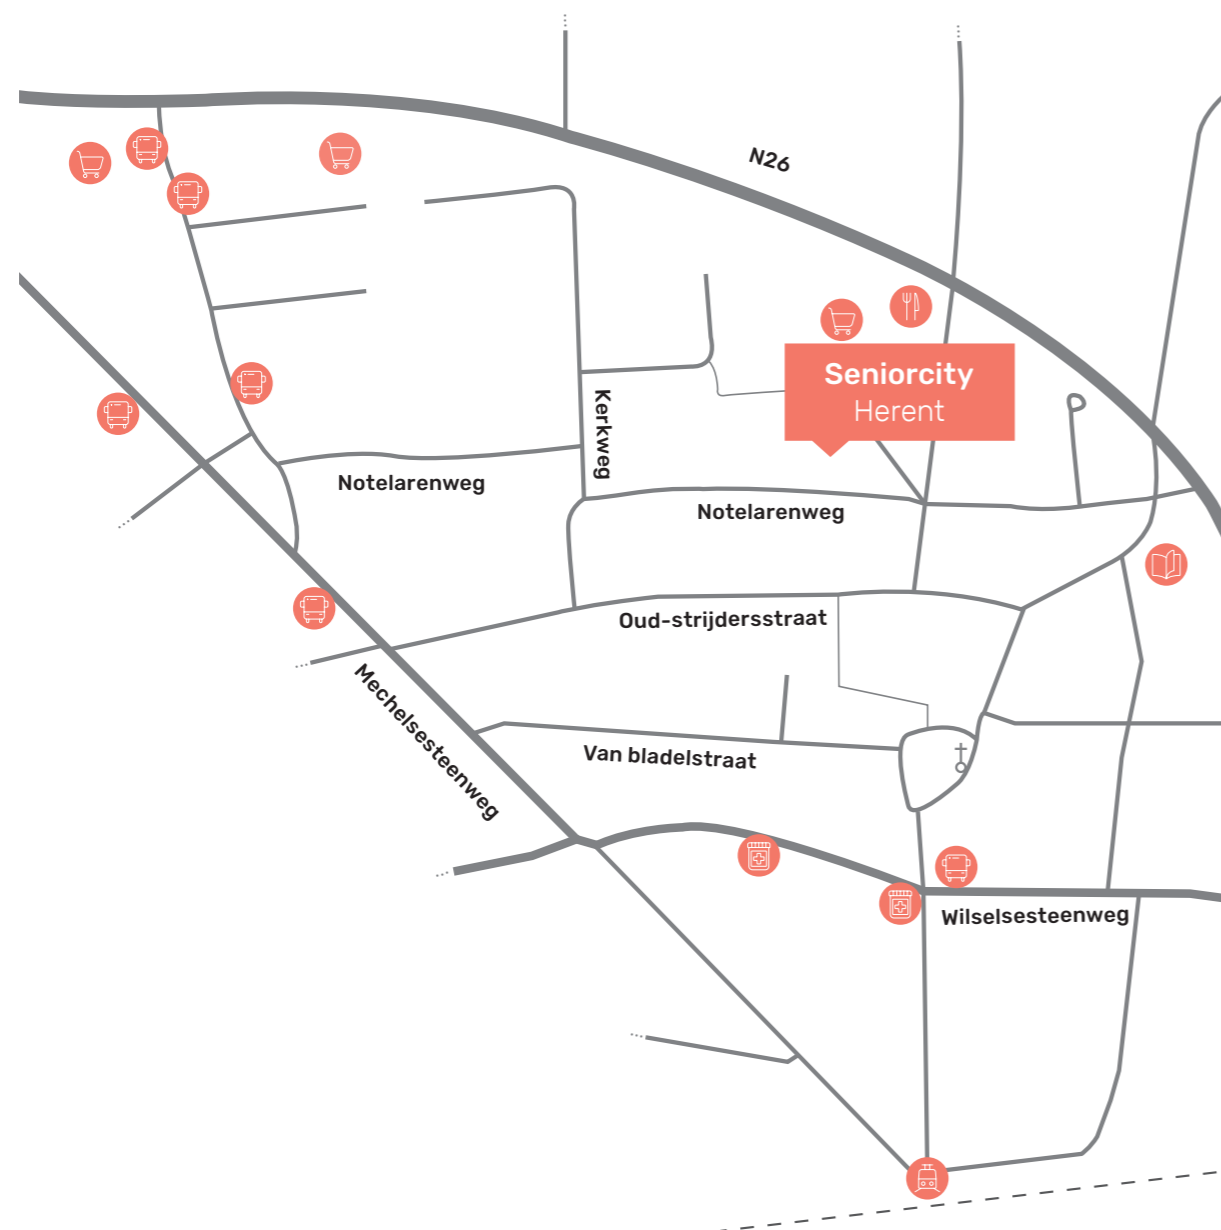 N26
Seniorcity
Herent
Kerkweg
Notelarenweg
Notelarenweg
Oud-strijdersstraat
Mechelsesteenweg
Van bladelstraat
Wilselsesteenweg